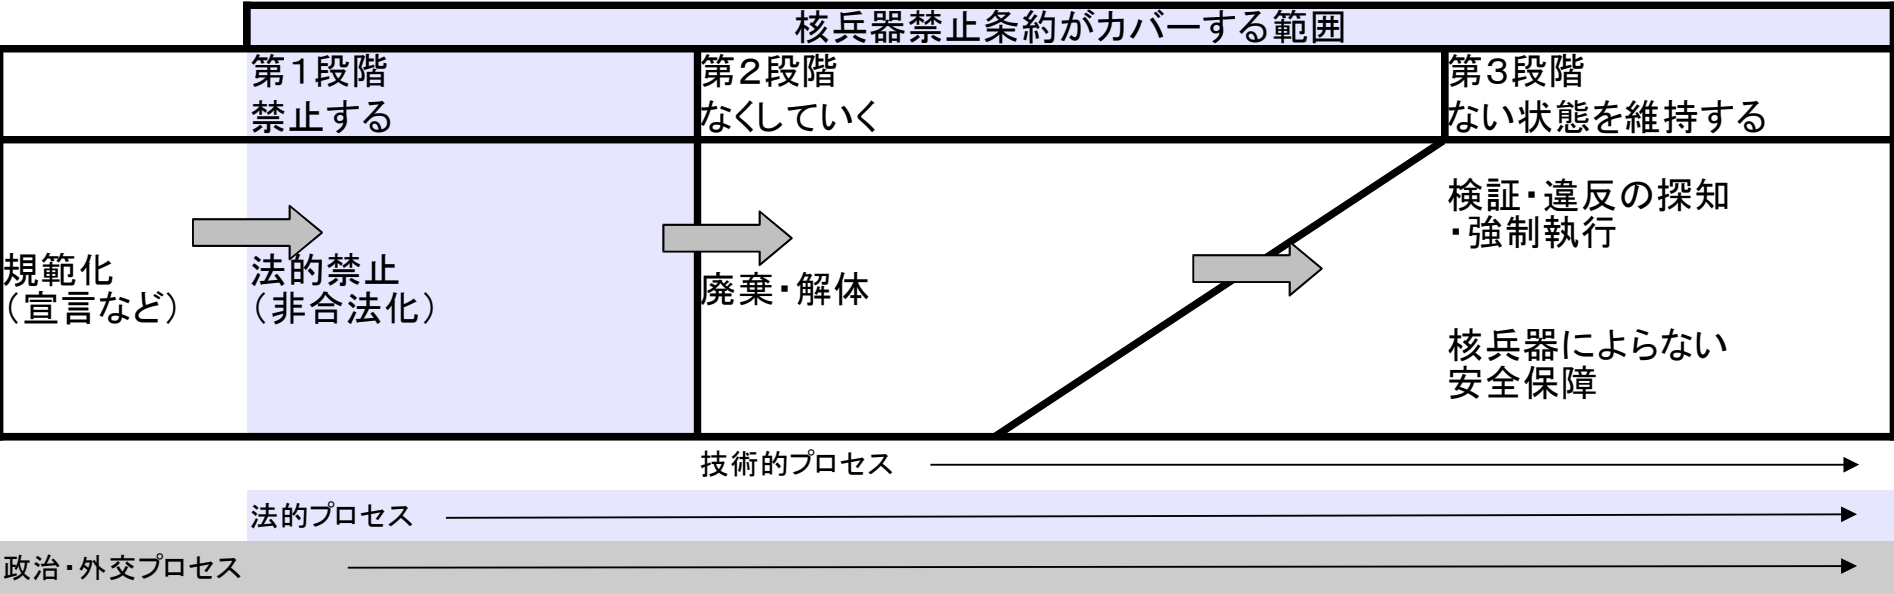 核兵器禁止条約がカバーする範囲
第１段階
禁止する
第２段階
なくしていく
第３段階
ない状態を維持する
規範化
（宣言など）
法的禁止
（非合法化）
廃棄・解体
検証・違反の探知
・強制執行
核兵器によらない
安全保障
技術的プロセス
法的プロセス
政治・外交プロセス